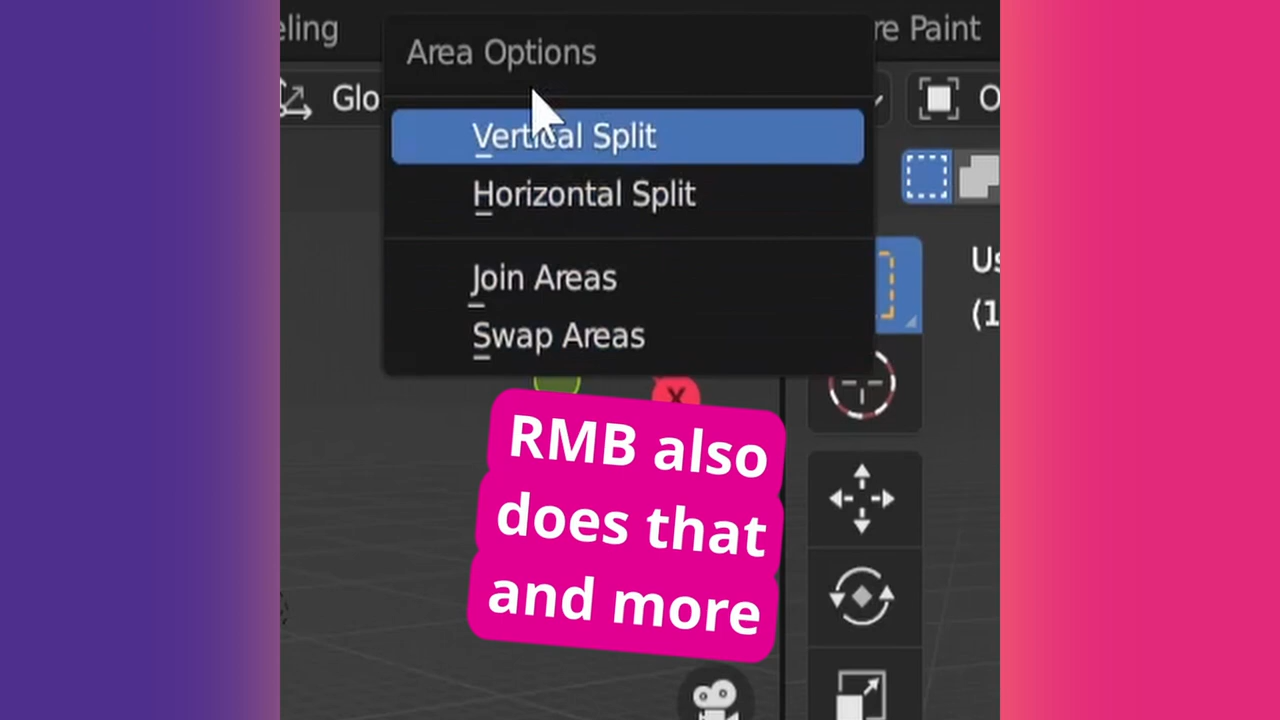 eling
re Paint
Area Options
Glo
O
Vertical Split
Horizontal Split
Us
Join Areas
(1
Swap Areas
X
RMB also
does that
and more